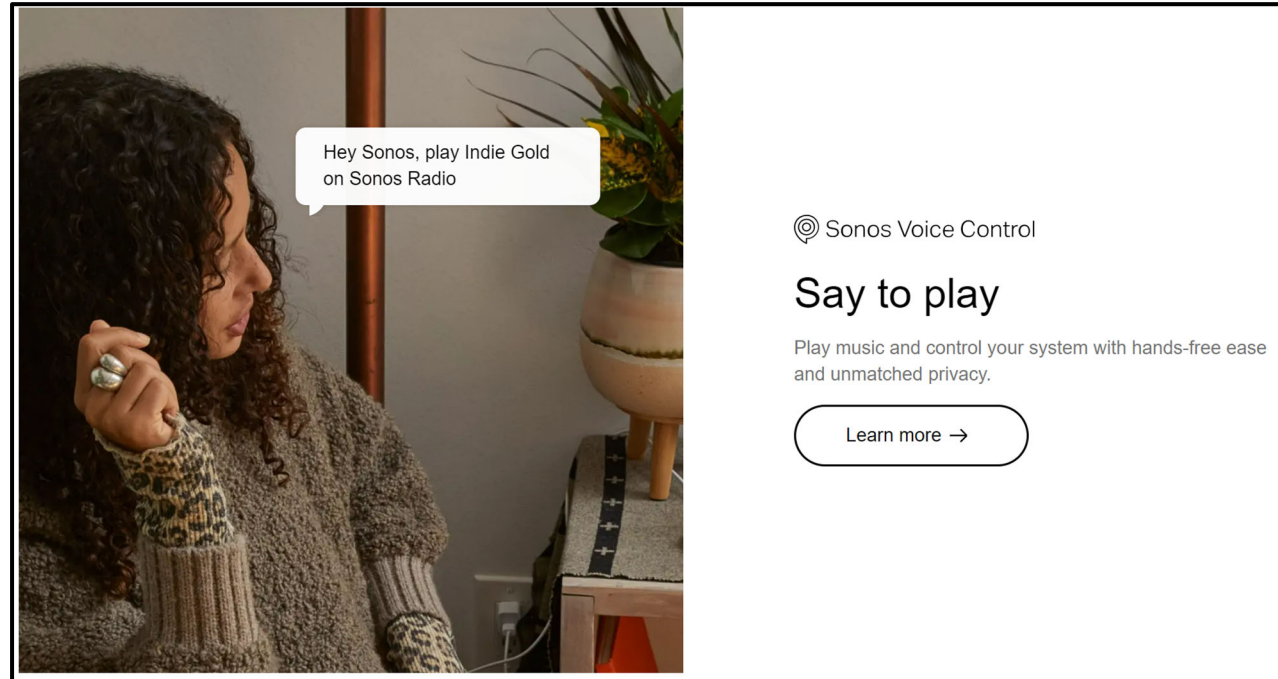 Hey Sonos, play Indie Gold
on Sonos Radio
Sonos Voice Control
Say to play
Play music and control your system with hands-free ease
and unmatched privacy.
Learn more →